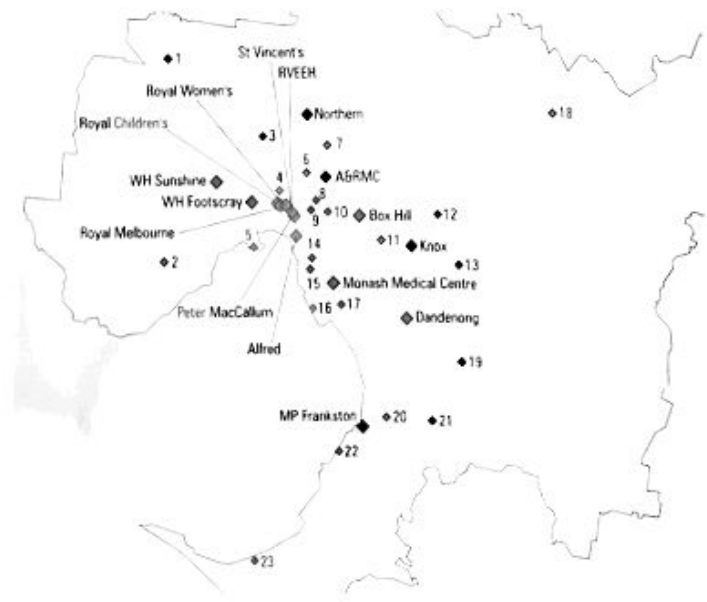 1
St Vincent's
RVEEH
Royal Women's
Northern
18
Royal Children's
3
7
6
4
A&RMC
WH Sunshine
8
WH Footscray
9
10
Box Hill
12
Royal Melbourne
11
Knox
5
14
2
13
15
Monash Medical Centre
Peter MacCallum
16
17
Dandenong
Alfred
19
MP Frankston
20
21
22
23